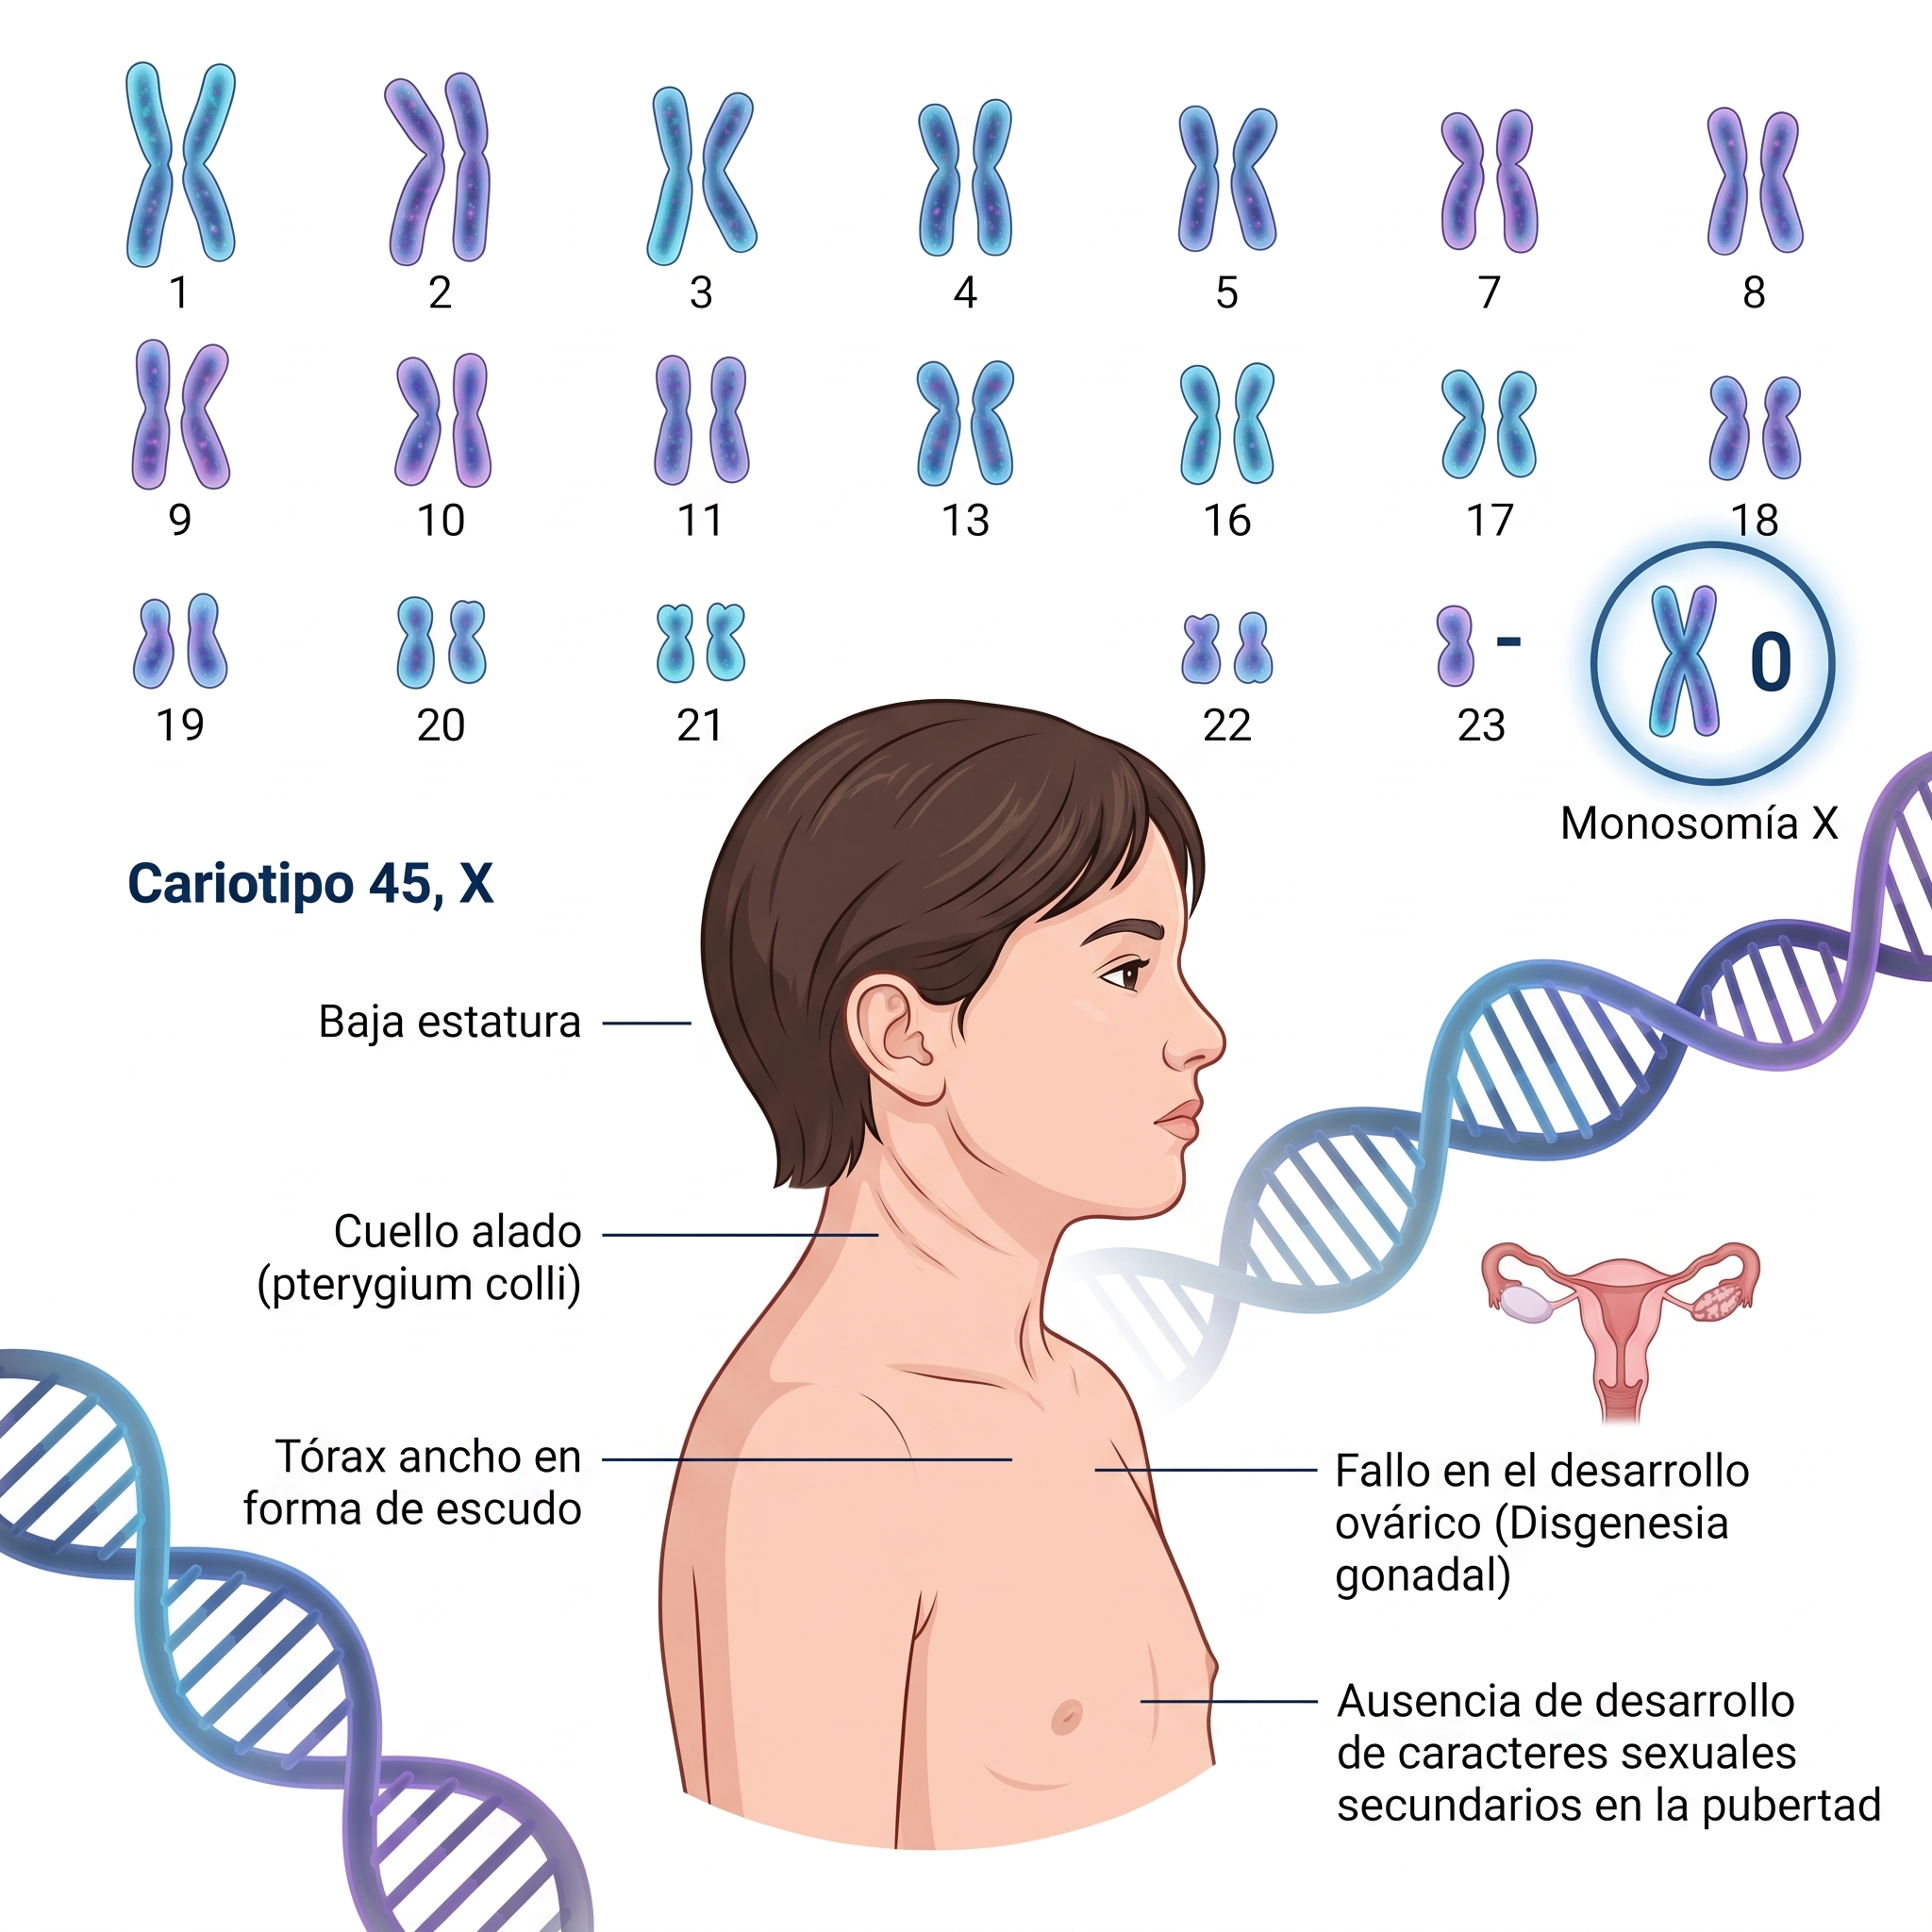 1 2 3 4 5 7 8
9 10 11 13 16 17 18
0
-
19 20 21 22 23
Monosomía X
Cariotipo 45, X
Baja estatura
Cuello alado
(pterygium colli)
Tórax ancho en
forma de escudo
Fallo en el desarrollo
ovárico (Disgenesia
gonadal)
Ausencia de desarrollo
de caracteres sexuales
secundarios en la pubertad